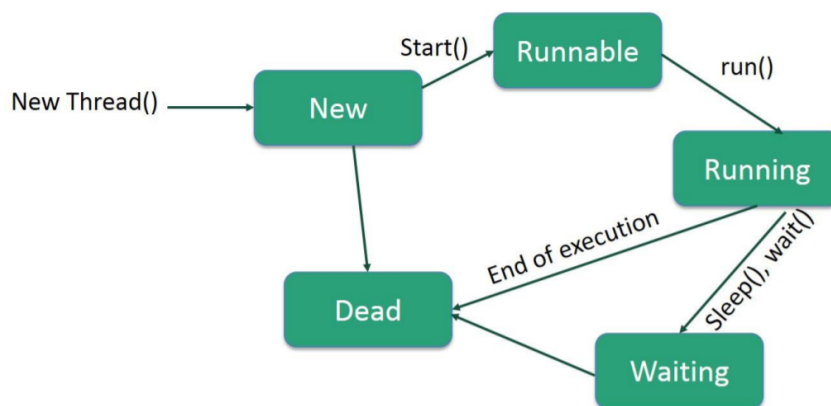 Start()
Runnable
run()
New Thread()
New
Running
End of execution
Sleep(), wait()
Dead
Waiting